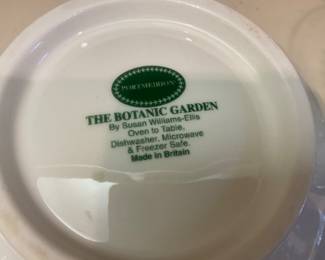 PORTMEIRION
THE BOTANIC GARDEN
By Susan Williams-Ellis
Oven to Table,
Dishwasher, Microwave
& Freezer Safe.
Made in Britain